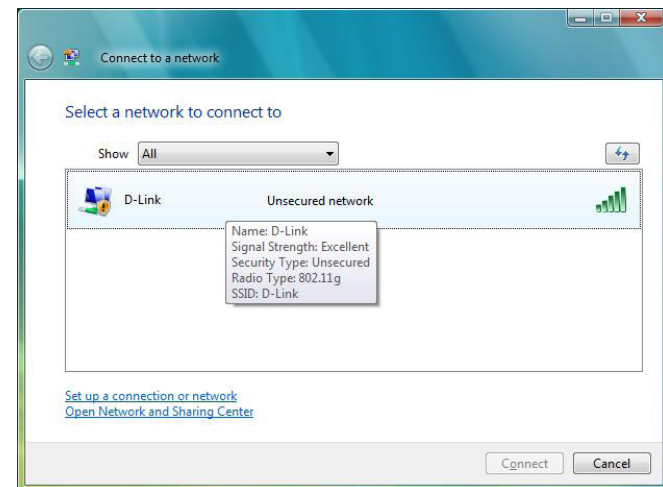 Connect to a network
Select a network to connect to
Show All
D-Link Unsecured network
Name: D-Link
Signal Strength: Excellent
Security Type: Unsecured
Radio Type: 802.11g
SSID: D-Link
Set up a connection or network
Open Network and Sharing Center
Connect Cancel